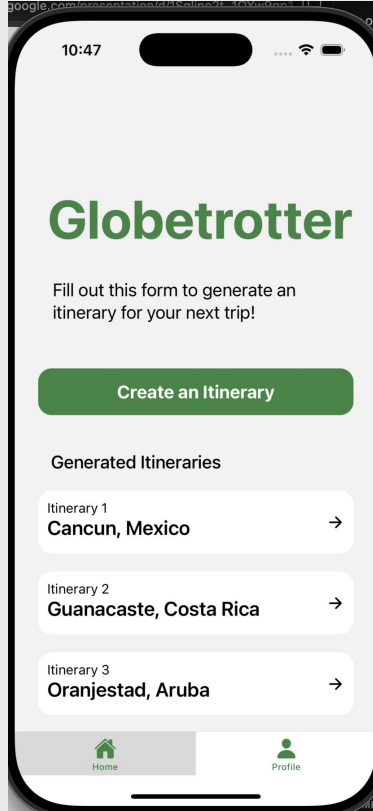 10:47
Globetrotter
Fill out this form to generate an
itinerary for your next trip!
Create an Itinerary
Generated Itineraries
Itinerary 1
Cancun, Mexico
Itinerary 2
Guanacaste, Costa Rica
Itinerary 3
Oranjestad, Aruba
Home
Profile